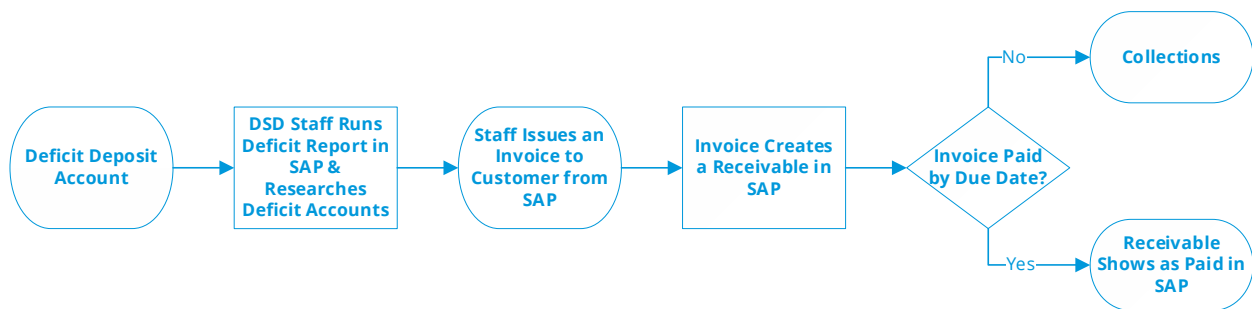 Deficit Deposit
Account
DSD Staff Runs
Deficit Report in
SAP &
Researches
Deficit Accounts
Staff Issues an
Invoice to
Customer from
SAP
Invoice Creates
a Receivable in
SAP
Invoice Paid
by Due Date?
No
Collections
Yes
Receivable
Shows as Paid in
SAP